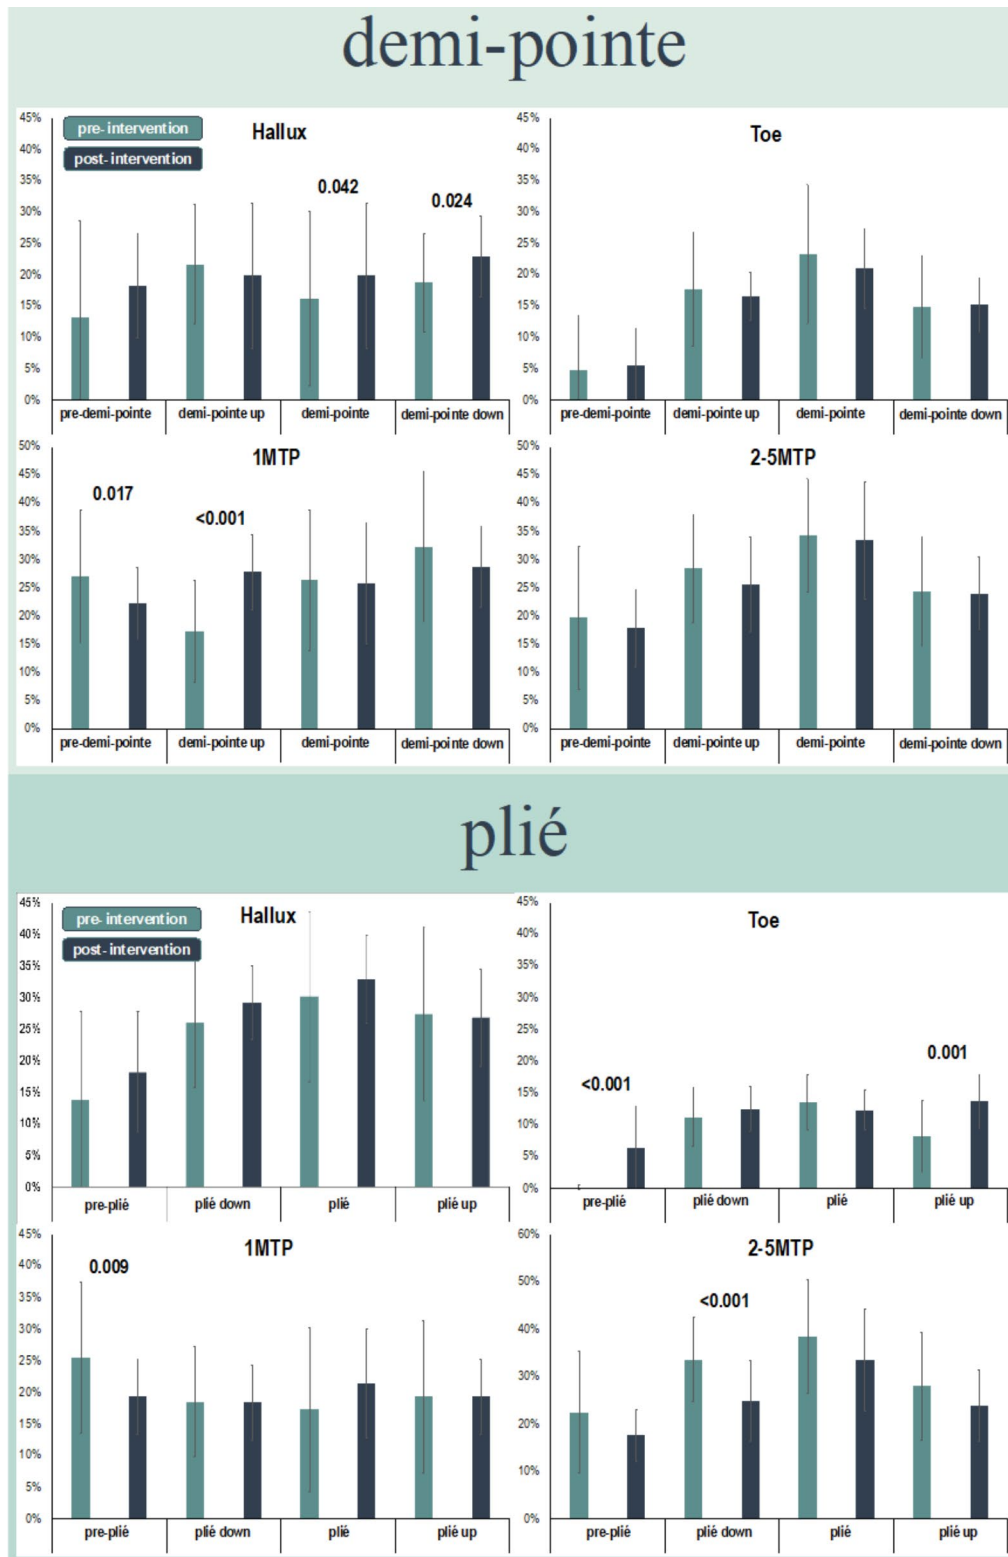 demi-pointe
Hallux
pre- intervention
post- intervention
45%
40%
35%
30%
25%
20%
15%
10%
5%
0%
0.042
0.024
pre-demi-pointe
demi-pointe up
demi-pointe
demi-pointe down
Toe
45%
40%
35%
30%
25%
20%
15%
10%
5%
0%
pre-demi-pointe
demi-pointe up
demi-pointe
demi-pointe down
1MTP
50%
45%
40%
35%
30%
25%
20%
15%
10%
5%
0%
0.017
<0.001
pre-demi-pointe
demi-pointe up
demi-pointe
demi-pointe down
2-5MTP
50%
45%
40%
35%
30%
25%
20%
15%
10%
5%
0%
pre-demi-pointe
demi-pointe up
demi-pointe
demi-pointe down
plié
Hallux
pre- intervention
post- intervention
45%
40%
35%
30%
25%
20%
15%
10%
5%
0%
pre-plié
plié down
plié
plié up
Toe
45%
40%
35%
30%
25%
20%
15%
10%
5%
0%
<0.001
0.001
pre-plié
plié down
plié
plié up
1MTP
45%
40%
35%
30%
25%
20%
15%
10%
5%
0%
0.009
pre-plié
plié down
plié
plié up
2-5MTP
60%
50%
40%
30%
20%
10%
0%
<0.001
pre-plié
plié down
plié
plié up